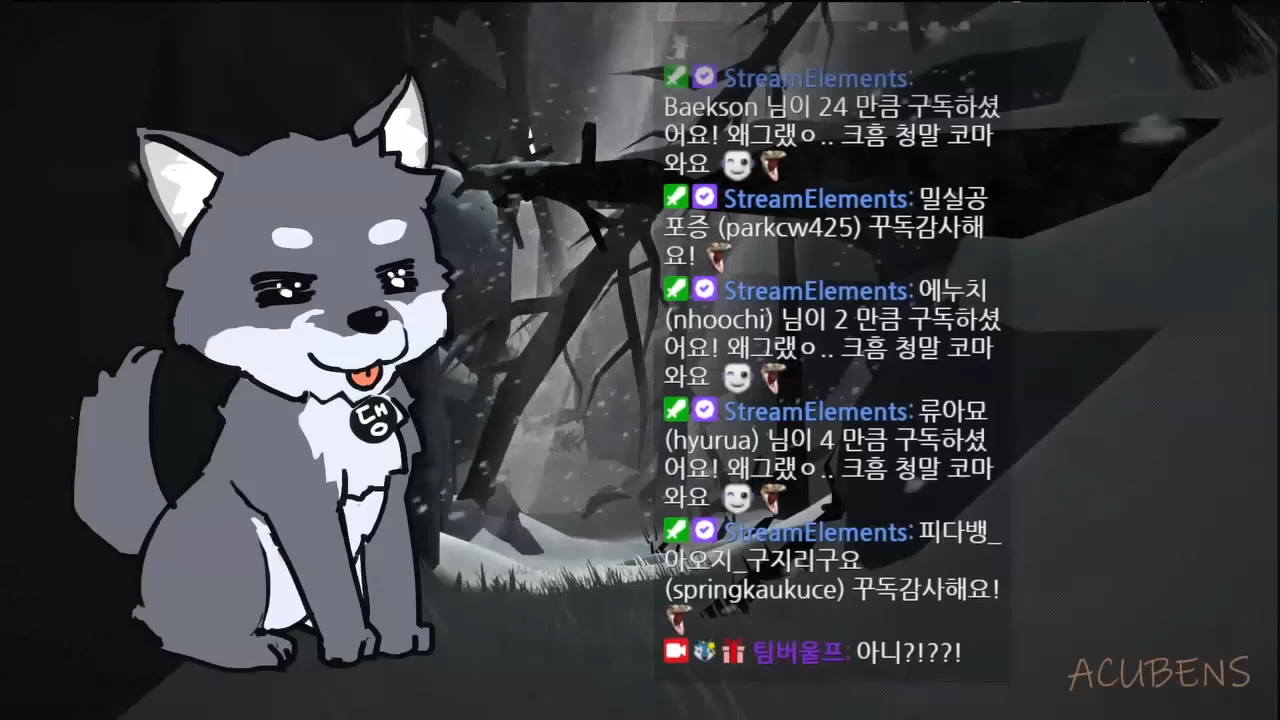 댕
StreamElements:
Baekson 님이 24 만큼 구독하셨
어요! 왜그랬ㅇ.. 크흠 청말 코마
와요
StreamElements: 밀실공
포증 (parkcw425) 꾸독감사해
요!
StreamElements: 에누치
(nhoochi) 님이 2 만큼 구독하셨
어요! 왜그랬ㅇ.. 크흠 청말 코마
와요
StreamElements: 류아묘
(hyurua) 님이 4 만큼 구독하셨
어요! 왜그랬ㅇ.. 크흠 청말 코마
와요
StreamElements: 피다뱅_
아오지_구지리구요
(springkaukuce) 꾸독감사해요!
팀버울프: 아니?!??!
ACUBENS